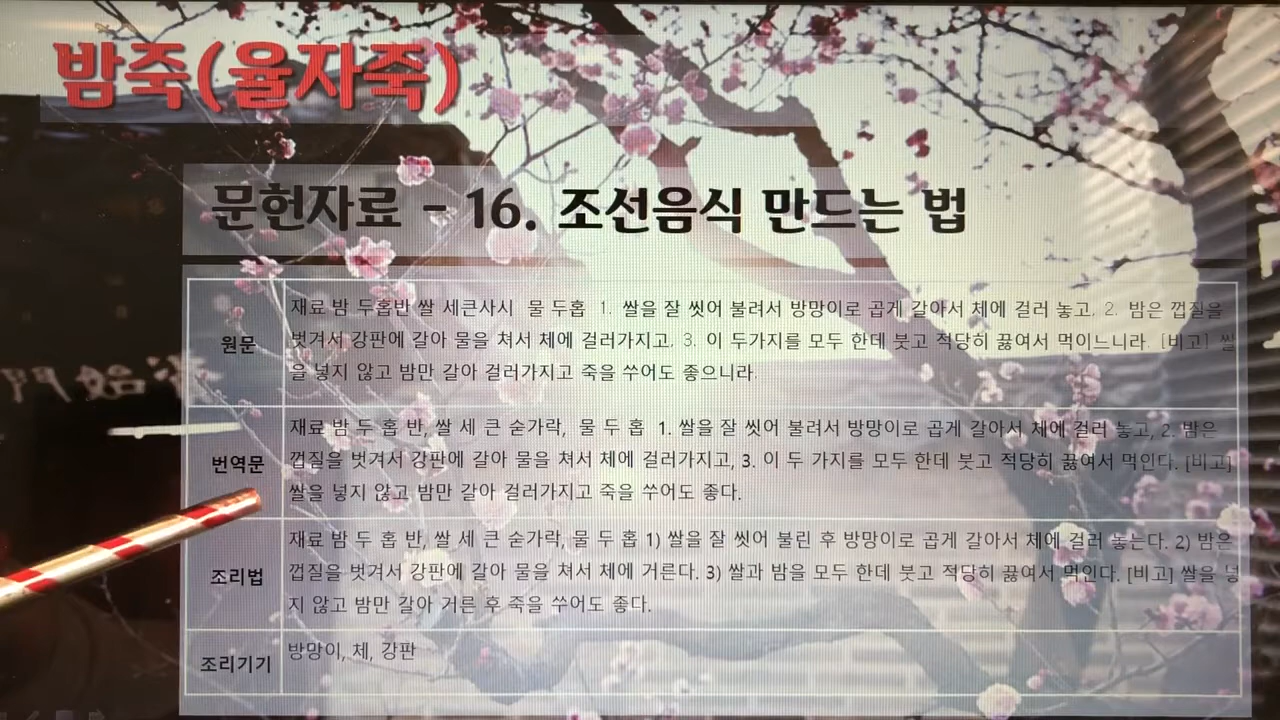 밤죽(율자죽)
문헌자료 - 16. 조선음식 만드는 법
원문
재료 밤 두홉반 쌀 세큰사시 물 두홉 1. 쌀을 잘 씻어 불려서 방망이로 곱게 갈아서 체에 걸러 놓고, 2. 밤은 껍질을
벗겨서 강판에 갈아 물을 쳐서 체에 걸러가지고, 3. 이 두가지를 모두 한데 붓고 적당히 끓여서 먹이느니라. [비고] 쌀
을 넣지 않고 밤만 갈아 걸러가지고 죽을 쑤어도 좋으니라.
번역문
재료 밤 두 홉 반, 쌀 세 큰 숟가락, 물 두 홉 1. 쌀을 잘 씻어 불려서 방망이로 곱게 갈아서 체에 걸러 놓고, 2. 밤은
껍질을 벗겨서 강판에 갈아 물을 쳐서 체에 걸러가지고, 3. 이 두 가지를 모두 한데 붓고 적당히 끓여서 먹인다. [비고]
쌀을 넣지 않고 밤만 갈아 걸러가지고 죽을 쑤어도 좋다.
조리법
재료 밤 두 홉 반, 쌀 세 큰 숟가락, 물 두 홉 1) 쌀을 잘 씻어 불린 후 방망이로 곱게 갈아서 체에 걸러 놓는다. 2) 밤은
껍질을 벗겨서 강판에 갈아 물을 쳐서 체에 거른다. 3) 쌀과 밤을 모두 한데 붓고 적당히 끓여서 먹인다. [비고] 쌀을 넣
지 않고 밤만 갈아 거른 후 죽을 쑤어도 좋다.
조리기기
방망이, 체, 강판